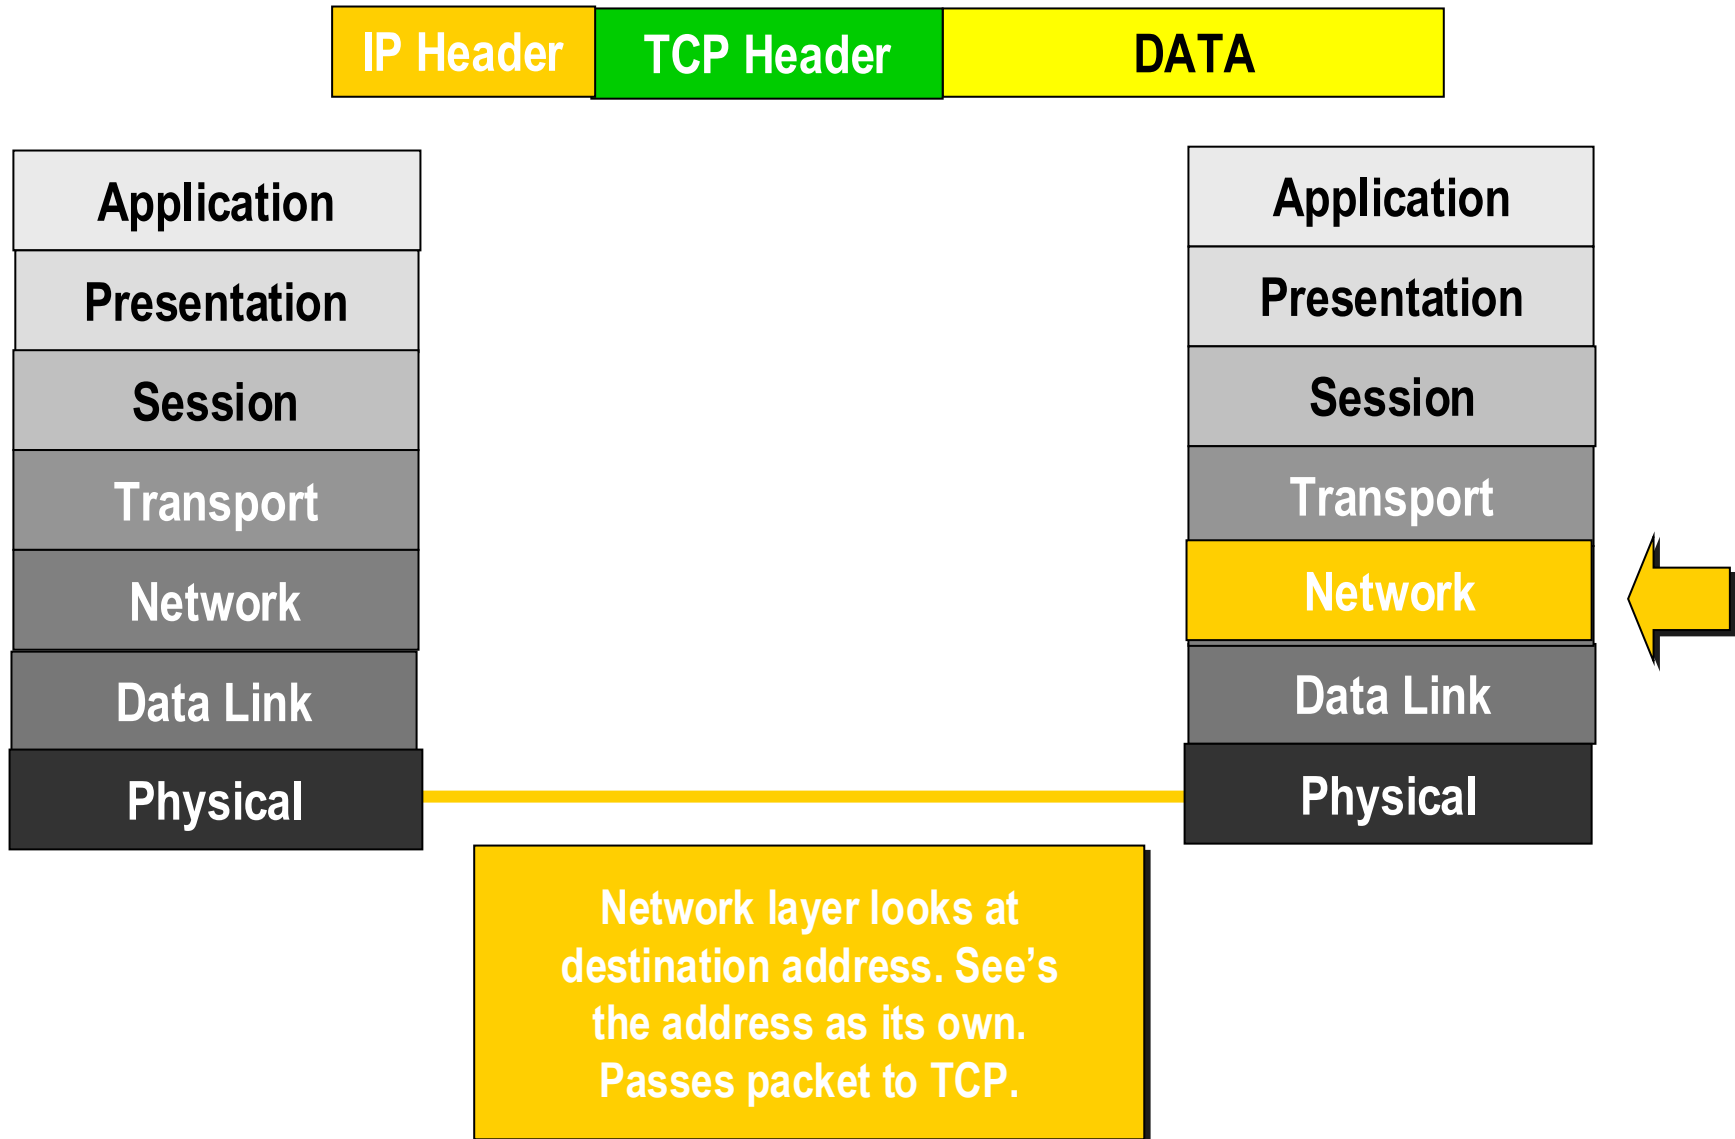 IP Header
TCP Header
DATA
Application
Presentation
Session
Transport
Network
Data Link
Physical
Application
Presentation
Session
Transport
Network
Data Link
Physical
Network layer looks at
destination address. See’s
the address as its own.
Passes packet to TCP.